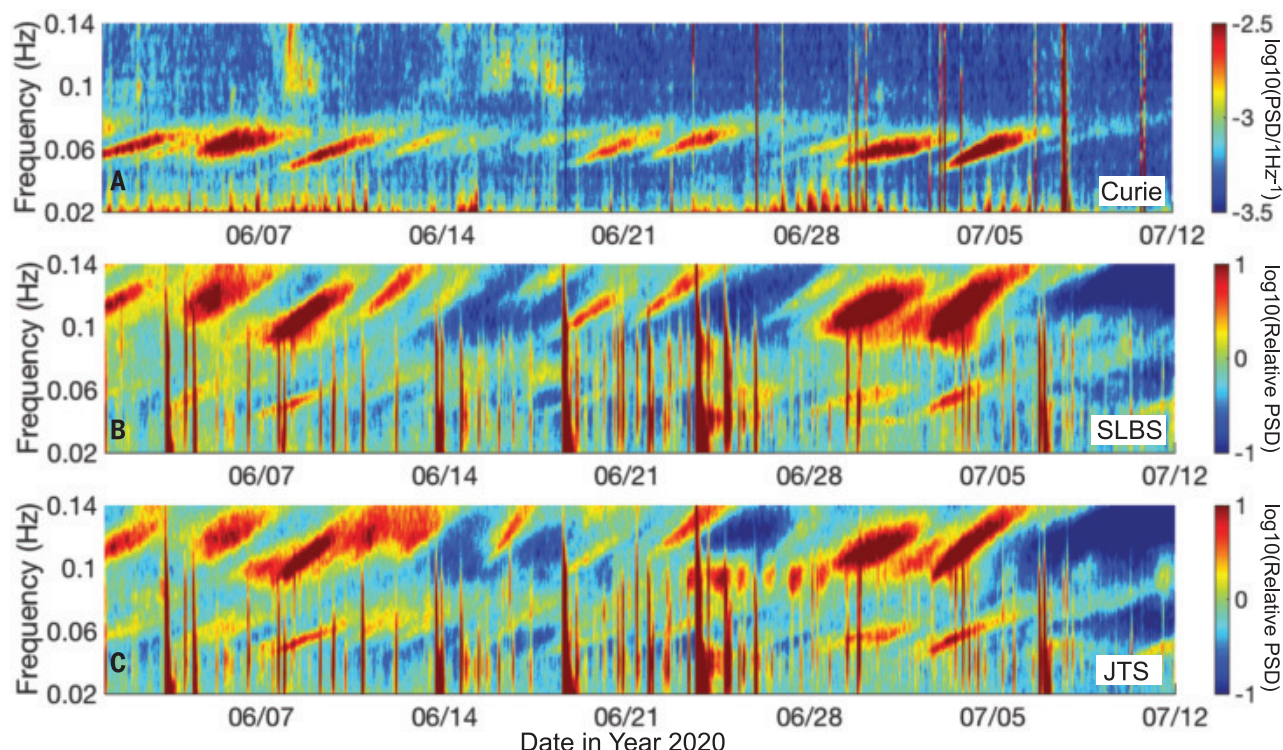 0.14
0.1
0.06
0.02
Frequency (Hz)
A
Curie
06/07 06/14 06/21 06/28 07/05 07/12
-2.5
-3
-3.5
log10(PSD/1Hz⁻¹)
0.14
0.1
0.06
0.02
Frequency (Hz)
B
SLBS
06/07 06/14 06/21 06/28 07/05 07/12
1
0
-1
log10(Relative PSD)
0.14
0.1
0.06
0.02
Frequency (Hz)
C
JTS
06/07 06/14 06/21 06/28 07/05 07/12
1
0
-1
log10(Relative PSD)
Date in Year 2020